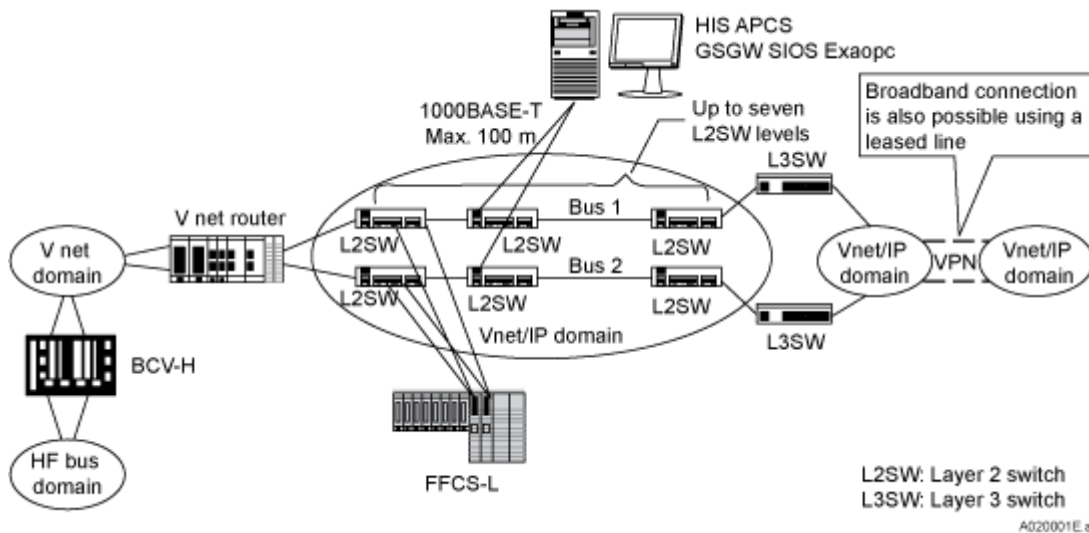 HIS APCS
GSGW SIOS Exaopc
1000BASE-T
Max. 100 m
Up to seven
L2SW levels
Broadband connection
is also possible using a
leased line
L3SW
V net router
Bus 1
L2SW
L2SW
L2SW
V net
domain
Bus 2
L2SW
L2SW
L2SW
Vnet/IP
domain
VPN
Vnet/IP
domain
Vnet/IP domain
L3SW
BCV-H
HF bus
domain
FFCS-L
L2SW: Layer 2 switch
L3SW: Layer 3 switch
A020001E.a